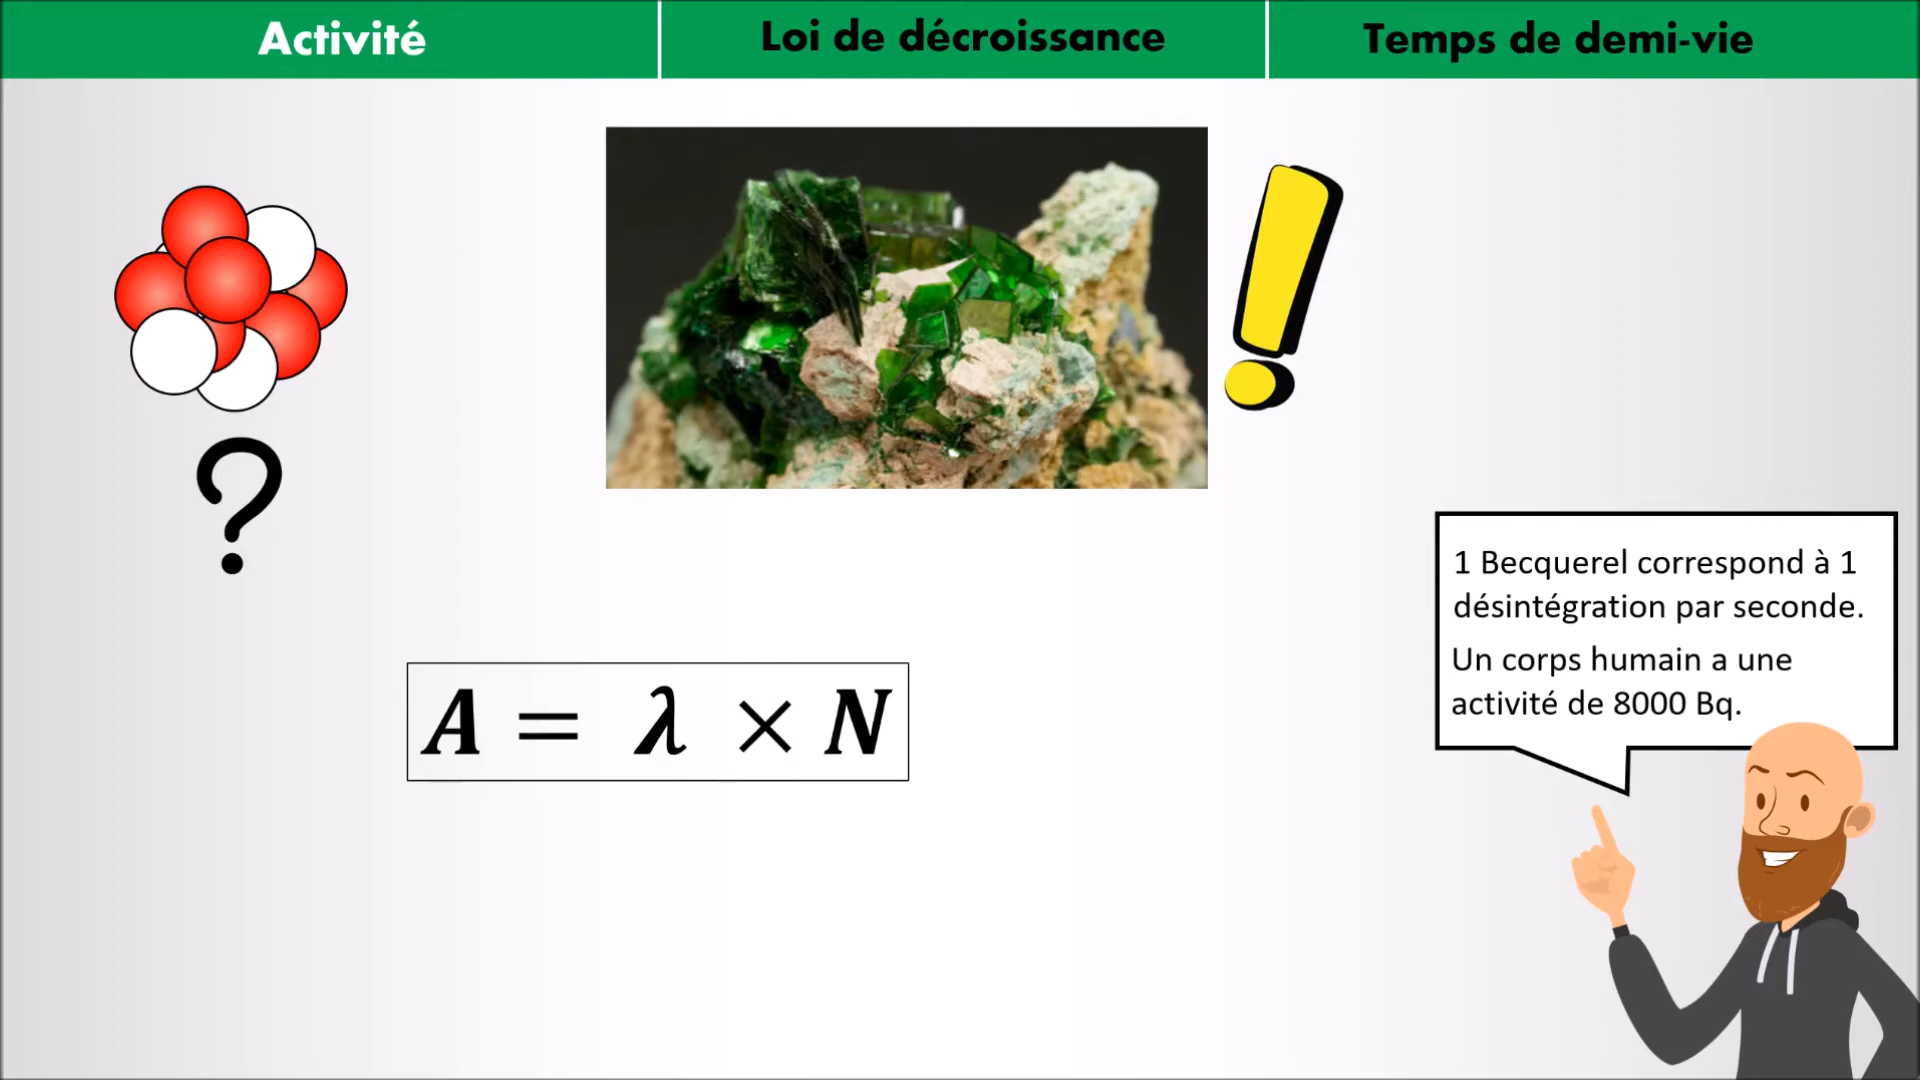 Activité
Loi de décroissance
Temps de demi-vie
?
!
1 Becquerel correspond à 1
désintégration par seconde.
Un corps humain a une
activité de 8000 Bq.
A = λ × N